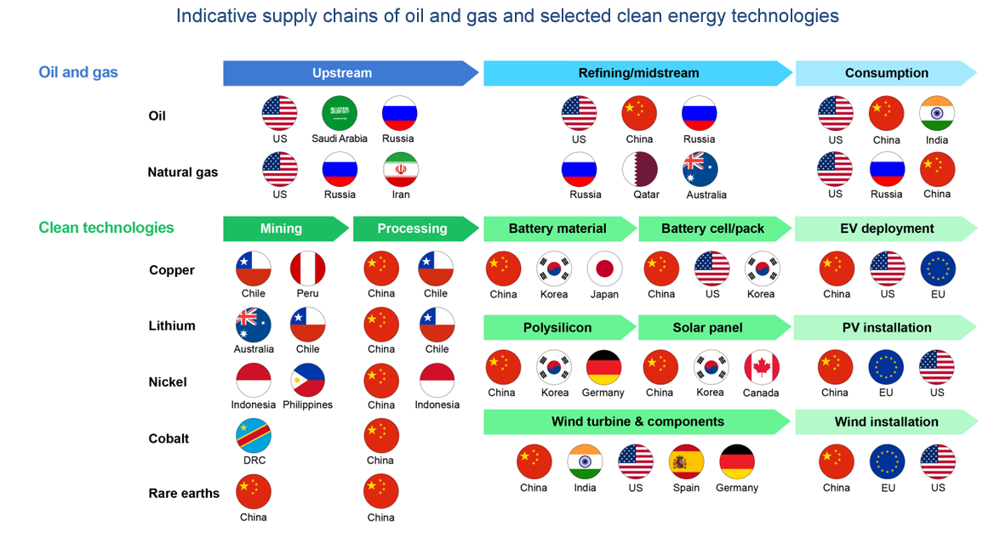 Indicative supply chains of oil and gas and selected clean energy technologies
Oil and gas Upstream Refining/midstream Consumption
Oil
US Saudi Arabia Russia US China Russia US China India
Natural gas
US Russia Iran Russia Qatar Australia US Russia China
Clean technologies Mining Processing Battery material Battery cell/pack EV deployment
Copper
Chile Peru China Chile China Korea Japan China US Korea China US EU
Lithium Polysilicon Solar panel PV installation
Australia Chile China Chile
Nickel
Indonesia Philippines China Indonesia China Korea Germany China Korea Canada China EU US
Wind turbine & components Wind installation
Cobalt
DRC China
China India US Spain Germany China EU US
Rare earths
China China